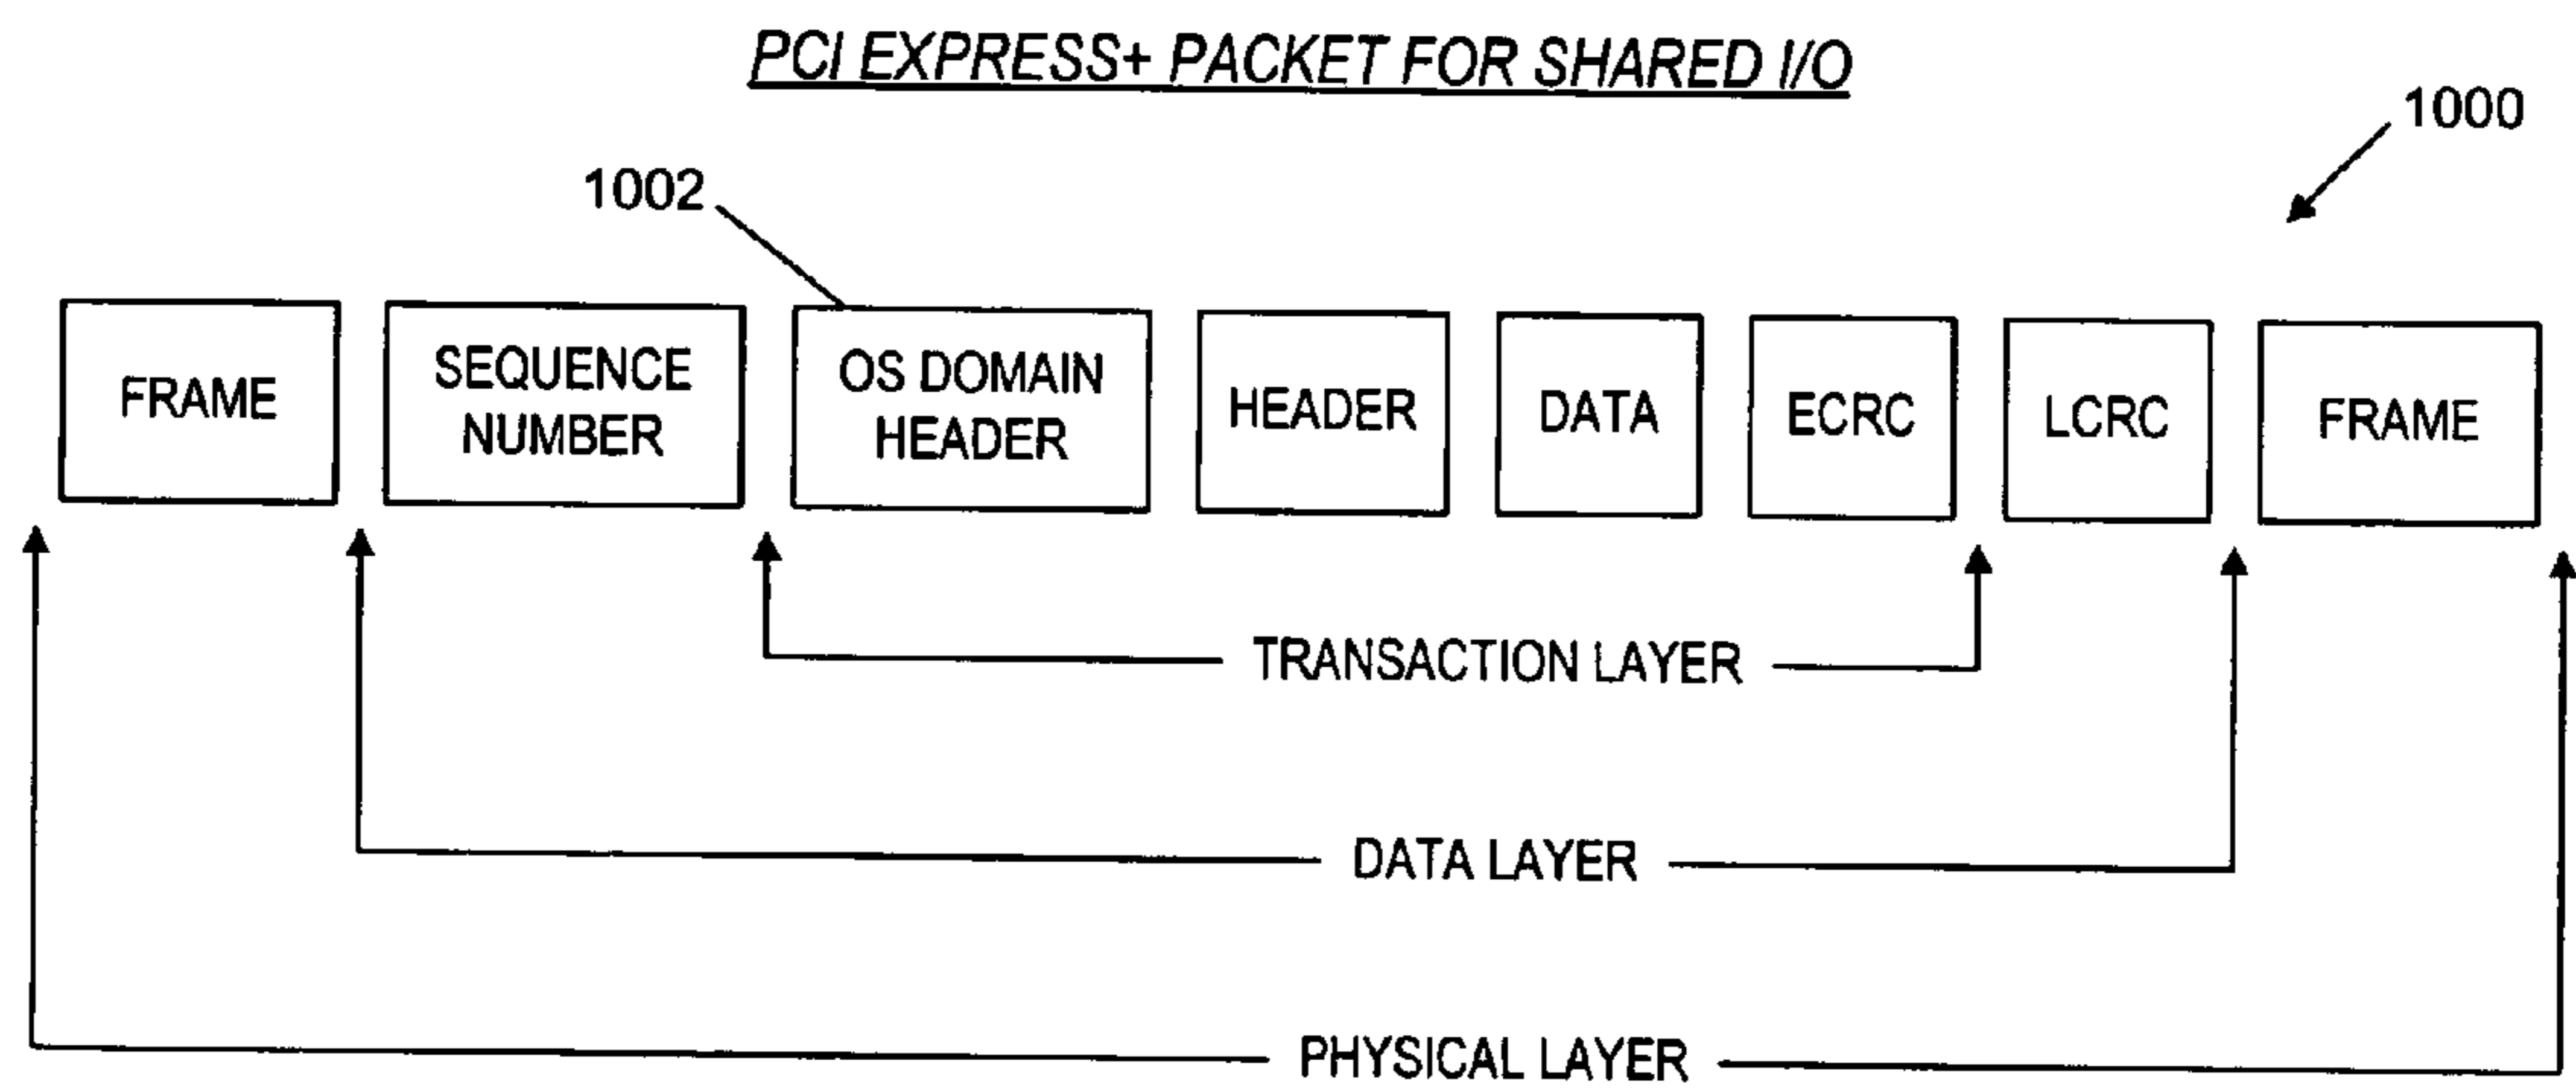 PCI EXPRESS+ PACKET FOR SHARED I/O
1000
1002
FRAME
SEQUENCE
NUMBER
OS DOMAIN
HEADER
HEADER
DATA
ECRC
LCRC
FRAME
TRANSACTION LAYER
DATA LAYER
PHYSICAL LAYER